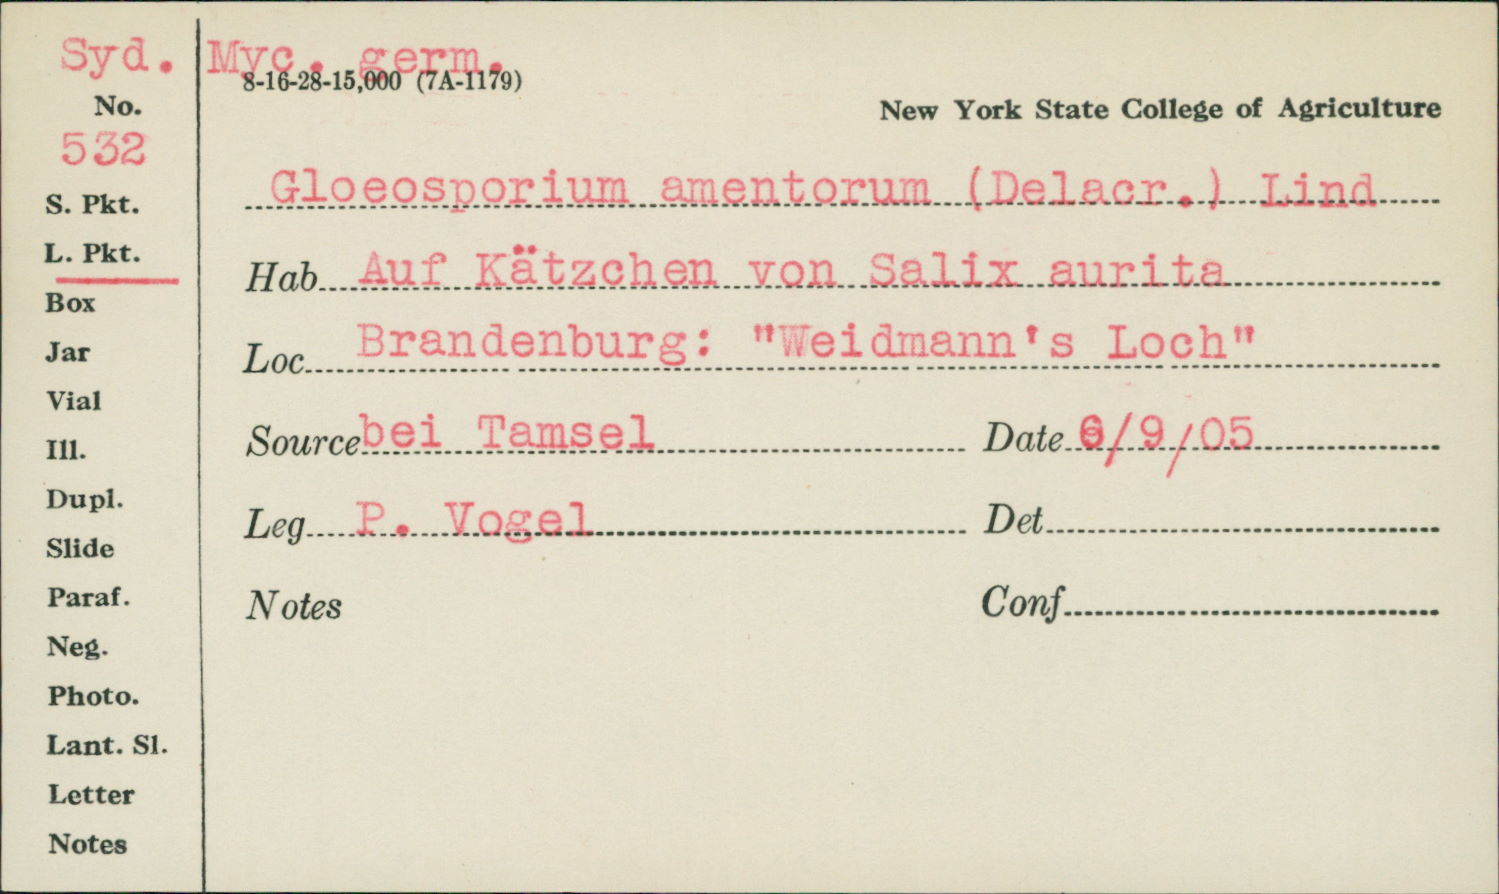 Syd. Myc. germ.
8-16-28-15,000 (7A-1179)
No.
New York State College of Agriculture
532
Gloeosporium amentorum (Delacr.) Lind
S. Pkt.
L. Pkt.
Hab Auf Kätzchen von Salix aurita
Box
Jar
Loc Brandenburg: "Weidmann's Loch"
Vial
Ill.
Source bei Tamsel Date 6/9/05
Dupl.
Leg P. Vogel Det
Slide
Paraf.
Notes Conf
Neg.
Photo.
Lant. Sl.
Letter
Notes